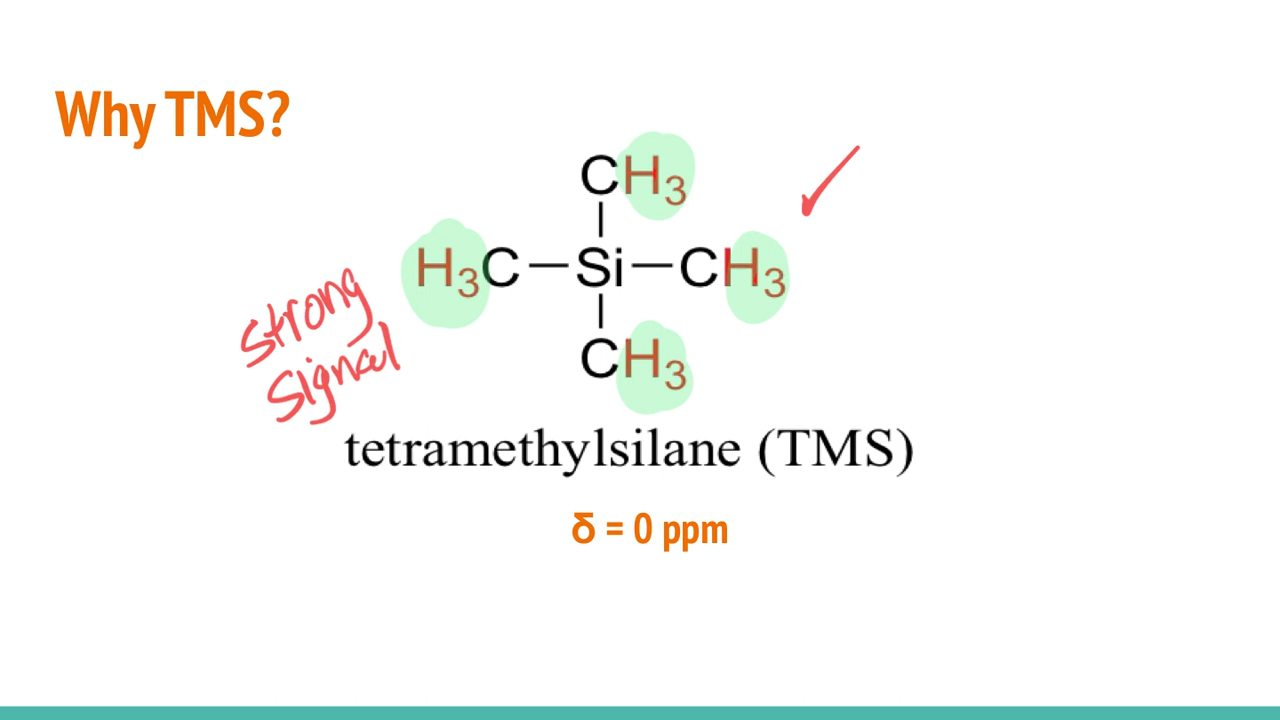 Why TMS?
CH₃
H₃C—Si—CH₃
CH₃
strong
signal
tetramethylsilane (TMS)
δ = 0 ppm